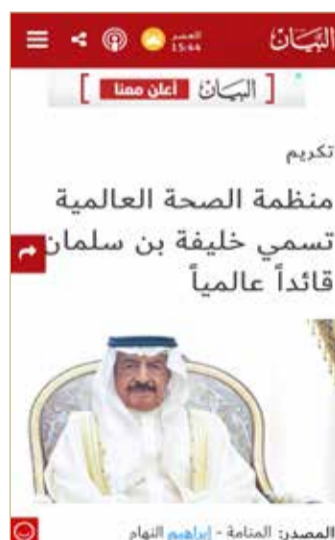 البيان
العصر
15:44
البيان أعلن معنا
تكريم
منظمة الصحة العالمية
تسمي خليفة بن سلمان
قائداً عالمياً
المصدر: المنامة - إبراهيم النهام